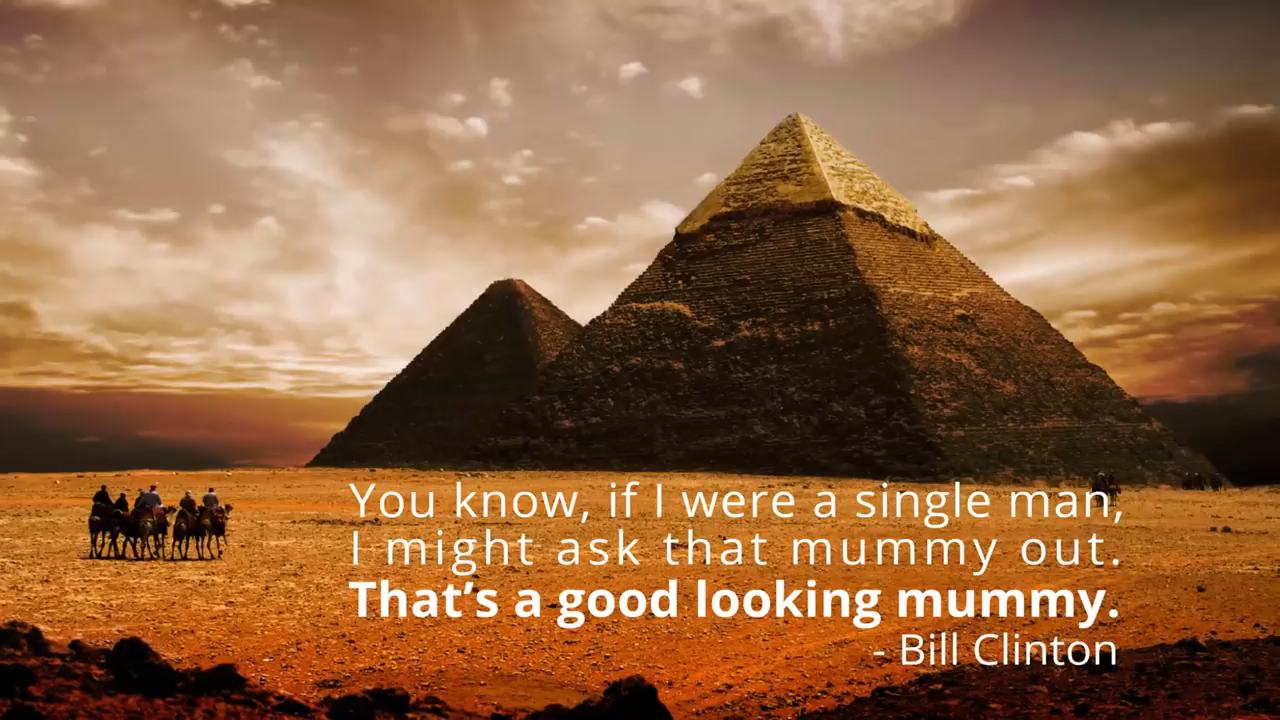 You know, if I were a single man,
I might ask that mummy out.
That’s a good looking mummy.
- Bill Clinton